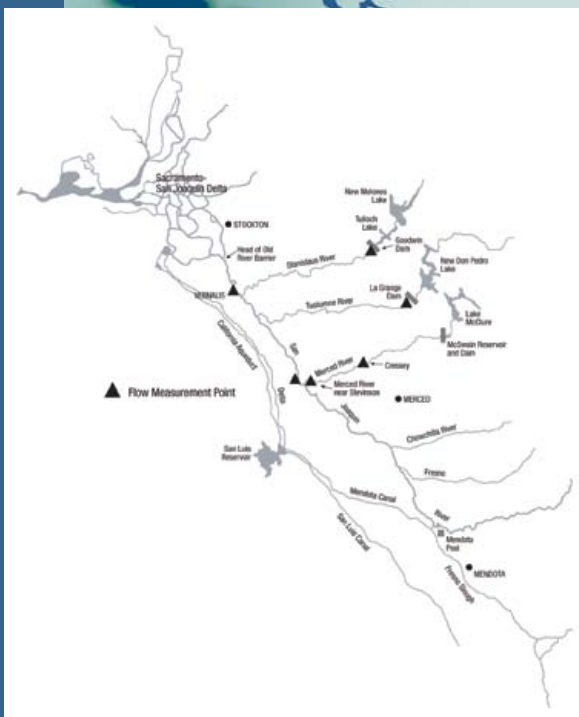 Sacramento-
San Joaquin Delta
STOCKTON
Head of Old
River Barrier
New Melones
Lake
Tulloch
Lake
Goodwin
Dam
Stanislaus River
New Don Pedro
Lake
La Grange
Dam
VERNALIS
Tuolumne River
Lake
McClure
San
California Aqueduct
McSwain Reservoir
and Dam
Merced River
Cressey
Flow Measurement Point
Delta
Merced River
near Stevinson
MERCED
Joaquin
Chowchilla River
San Luis
Reservoir
Fresno
Mendota Canal
River
San Luis Canal
Mendota
Pool
MENDOTA
Fresno Slough